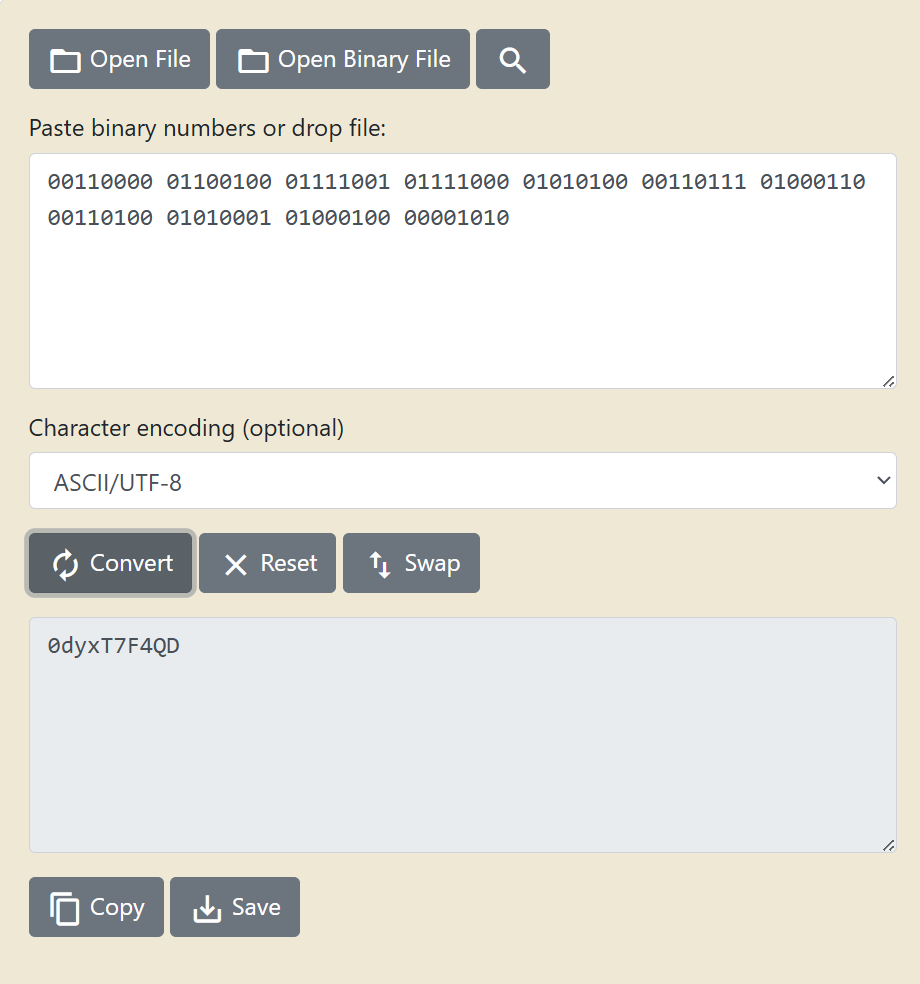 Open File Open Binary File
Paste binary numbers or drop file:
00110000 01100100 01111001 01111000 01010100 00110111 01000110
00110100 01010001 01000100 00001010
Character encoding (optional)
ASCII/UTF-8
Convert Reset Swap
0dyxT7F4QD
Copy Save